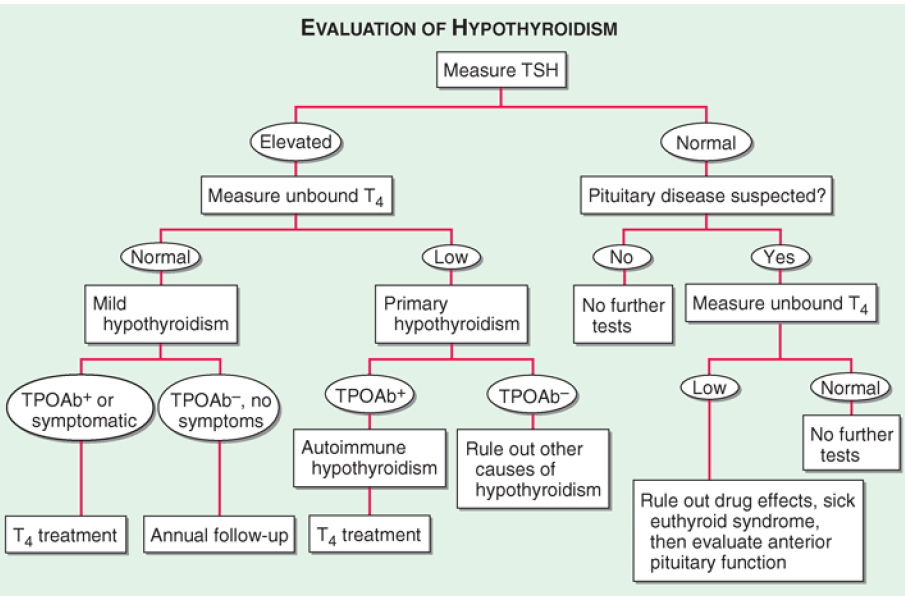 EVALUATION OF HYPOTHYROIDISM
Measure TSH
Elevated
Normal
Measure unbound T4
Pituitary disease suspected?
Normal
Low
No
Yes
Mild
hypothyroidism
Primary
hypothyroidism
No further
tests
Measure unbound T4
TPOAb+ or
symptomatic
TPOAb–, no
symptoms
TPOAb+
TPOAb–
Low
Normal
Autoimmune
hypothyroidism
Rule out other
causes of
hypothyroidism
No further
tests
T4 treatment
Annual follow-up
T4 treatment
Rule out drug effects, sick
euthyroid syndrome,
then evaluate anterior
pituitary function